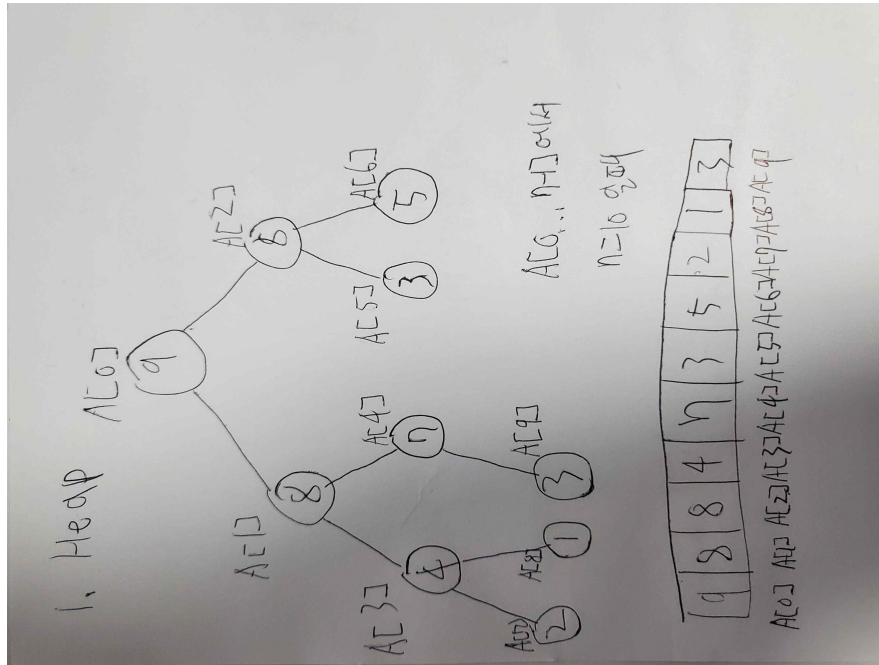 1. Heap
A[0]
9
A[1] A[2]
8 8
A[3] A[4] A[5] A[6]
4 7 3 5
A[7] A[8] A[9]
2 1 3
A[0...n-1]에서
n=10 일때
9 8 8 4 7 3 5 2 1 3
A[0] A[1] A[2] A[3] A[4] A[5] A[6] A[7] A[8] A[9]